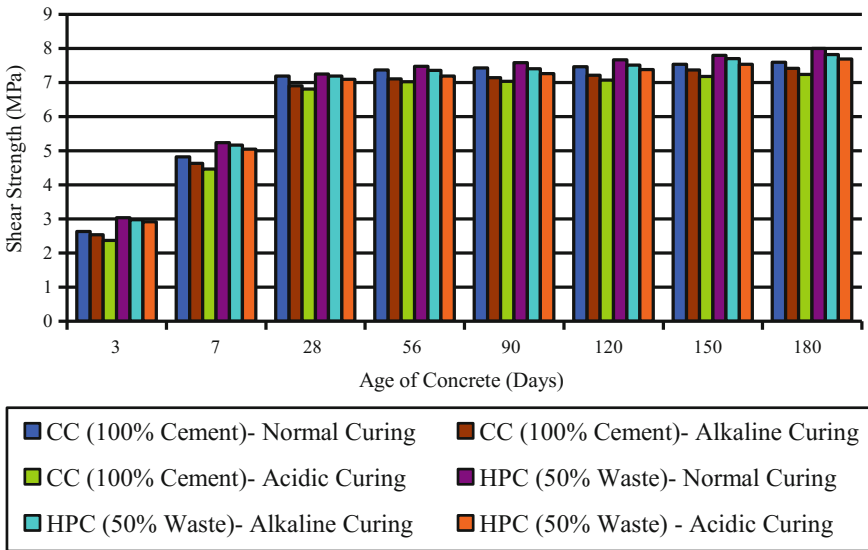 9
8
7
6
5
4
3
2
1
0
Shear Strength (MPa)
3 7 28 56 90 120 150 180
Age of Concrete (Days)
CC (100% Cement)- Normal Curing
CC (100% Cement)- Alkaline Curing
CC (100% Cement)- Acidic Curing
HPC (50% Waste)- Normal Curing
HPC (50% Waste)- Alkaline Curing
HPC (50% Waste) - Acidic Curing